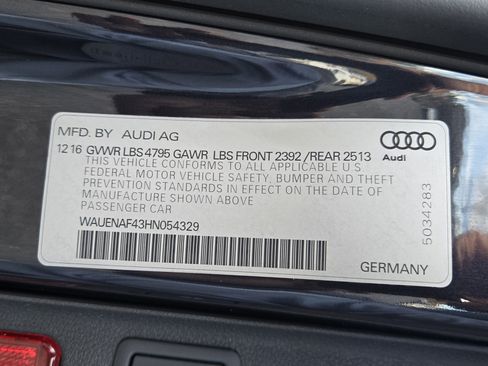 MFD. BY AUDI AG
12 16 GVWR LBS 4795 GAWR LBS FRONT 2392 /REAR 2513
THIS VEHICLE CONFORMS TO ALL APPLICABLE U S
FEDERAL MOTOR VEHICLE SAFETY, BUMPER AND THEFT
PREVENTION STANDARDS IN EFFECT ON THE DATE OF
MANUFACTURE SHOWN ABOVE
PASSENGER CAR
WAUENAF43HN054329
Audi
5034283
GERMANY